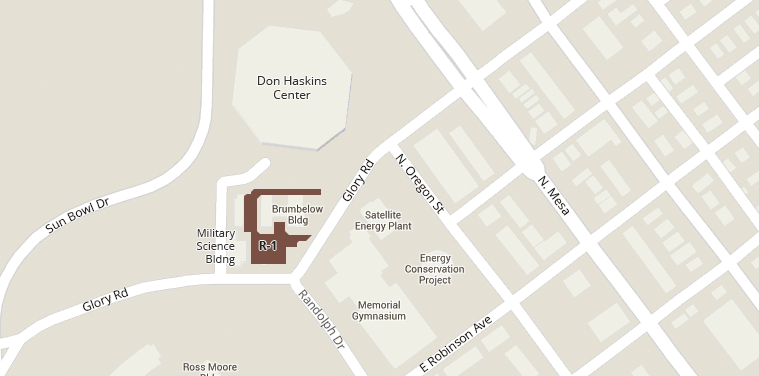 Don Haskins
Center
Glory Rd
N. Oregon St
N. Mesa
Sun Bowl Dr
Brumbelow
Bldg
Satellite
Energy Plant
Military
Science
Bldng
R-1
Energy
Conservation
Project
Glory Rd
Randolph Dr
Memorial
Gymnasium
E Robinson Ave
Ross Moore